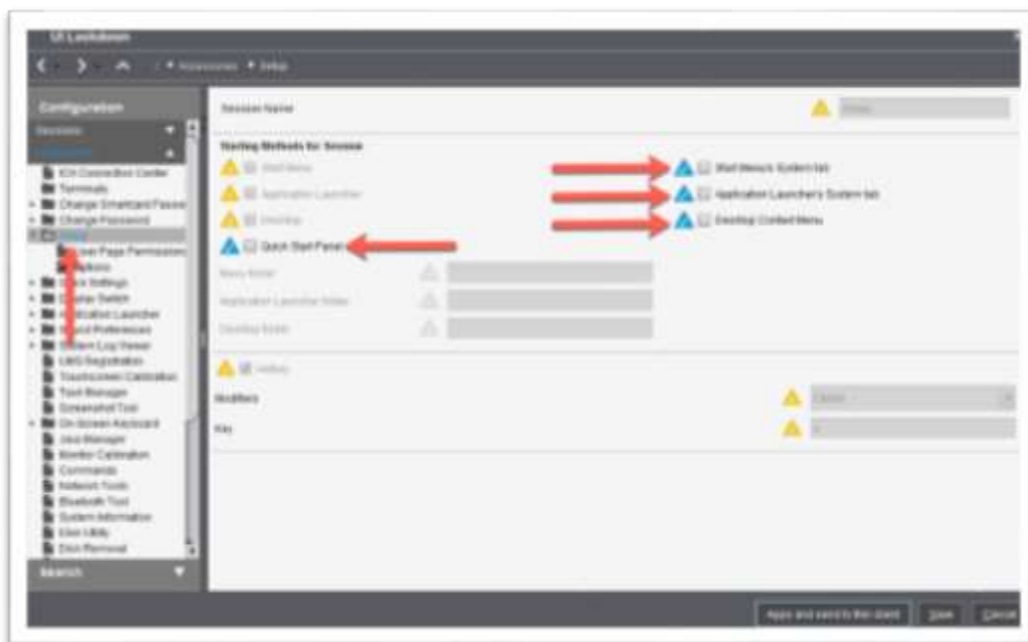 UI Lockdown
Accessories Setup
Configuration
Sessions
Accessories
ICA Connection Center
Terminals
Change Smartcard Passw
Change Password
Setup
User Page Permissions
Options
Quick Settings
Display Switch
Application Launcher
Sound Preferences
System Log Viewer
UMS Registration
Touchscreen Calibration
Task Manager
Screenshot Tool
On-Screen Keyboard
Java Manager
Monitor Calibration
Commands
Network Tools
Bluetooth Tool
System Information
Disk Utility
Disk Removal
Search
Session Name
Setup
Starting Methods for Session
Start Menu
Start Menu's System tab
Application Launcher
Application Launcher's System tab
Desktop
Desktop Context Menu
Quick Start Panel
Menu folder
Application Launcher folder
Desktop folder
Hotkey
Modifiers
Key
Apply and send to thin client
Save
Cancel